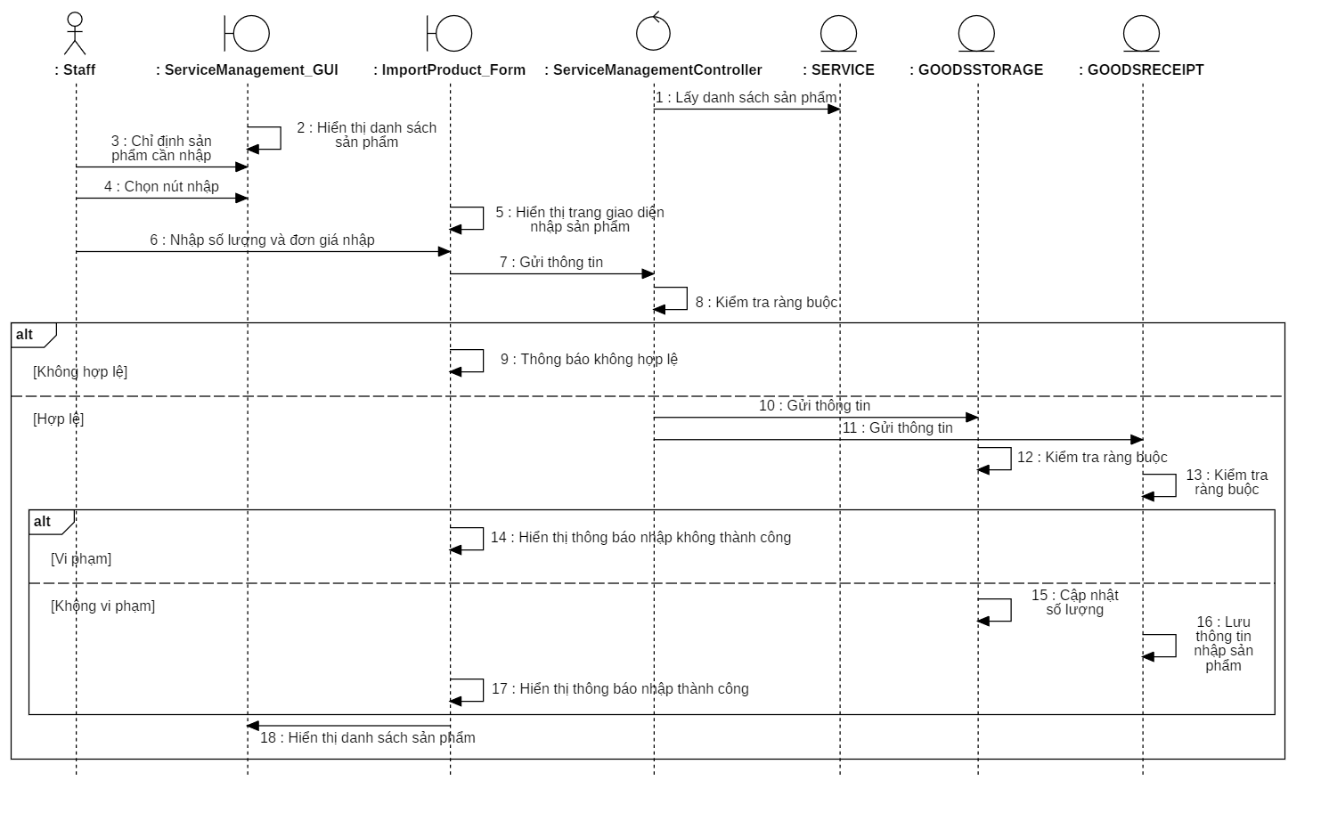 : Staff
: ServiceManagement_GUI
: ImportProduct_Form
: ServiceManagementController
: SERVICE
: GOODSSTORAGE
: GOODSRECEIPT
1 : Lấy danh sách sản phẩm
2 : Hiển thị danh sách
sản phẩm
3 : Chỉ định sản
phẩm cần nhập
4 : Chọn nút nhập
5 : Hiển thị trang giao diện
nhập sản phẩm
6 : Nhập số lượng và đơn giá nhập
7 : Gửi thông tin
8 : Kiểm tra ràng buộc
alt
9 : Thông báo không hợp lệ
[Không hợp lệ]
10 : Gửi thông tin
[Hợp lệ]
11 : Gửi thông tin
12 : Kiểm tra ràng buộc
13 : Kiểm tra
ràng buộc
alt
14 : Hiển thị thông báo nhập không thành công
[Vi phạm]
15 : Cập nhật
số lượng
[Không vi phạm]
16 : Lưu
thông tin
nhập sản
phẩm
17 : Hiển thị thông báo nhập thành công
18 : Hiển thị danh sách sản phẩm